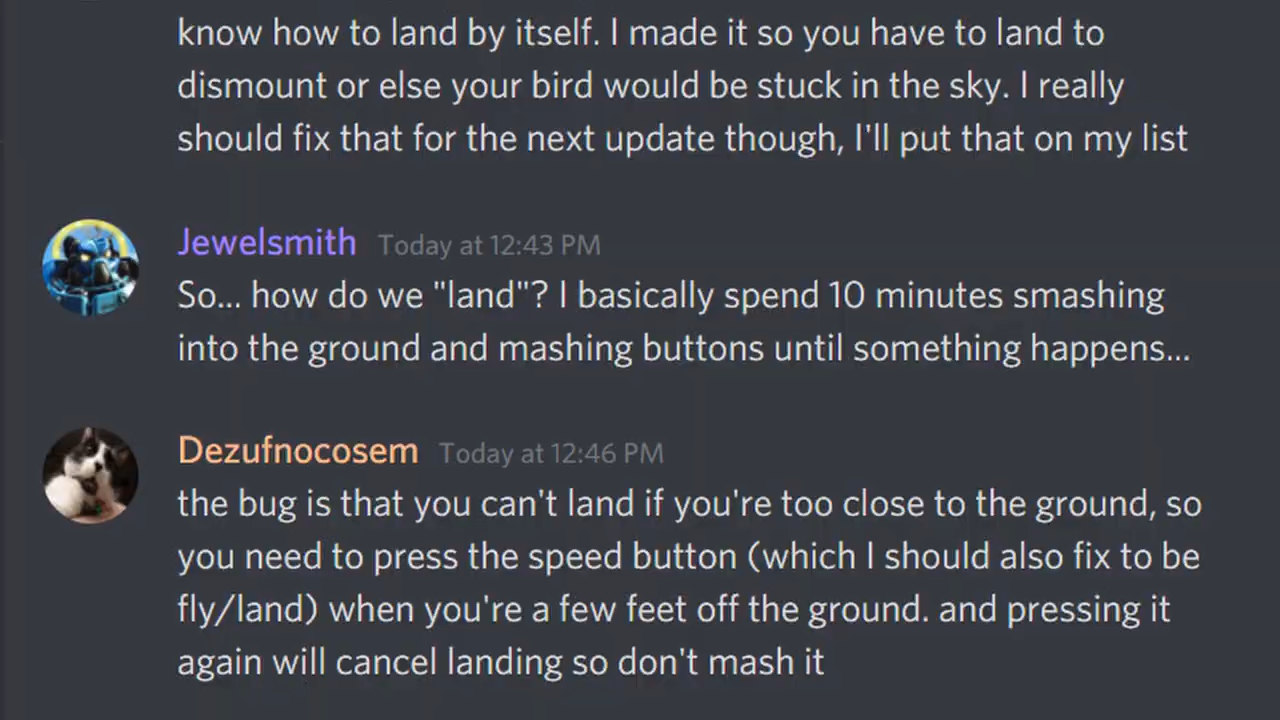 know how to land by itself. I made it so you have to land to
dismount or else your bird would be stuck in the sky. I really
should fix that for the next update though, I'll put that on my list
Jewelsmith Today at 12:43 PM
So... how do we "land"? I basically spend 10 minutes smashing
into the ground and mashing buttons until something happens...
Dezufnocosem Today at 12:46 PM
the bug is that you can't land if you're too close to the ground, so
you need to press the speed button (which I should also fix to be
fly/land) when you're a few feet off the ground. and pressing it
again will cancel landing so don't mash it